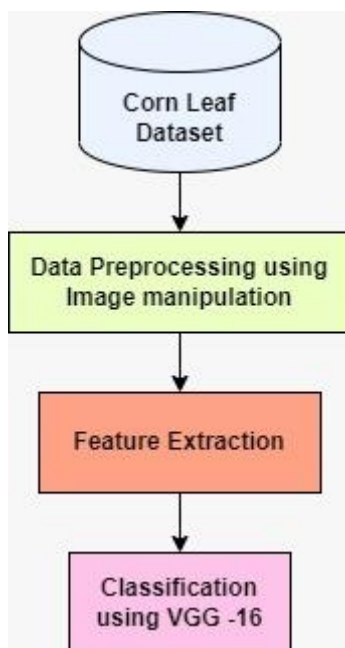 Corn Leaf
Dataset
Data Preprocessing using
Image manipulation
Feature Extraction
Classification
using VGG -16